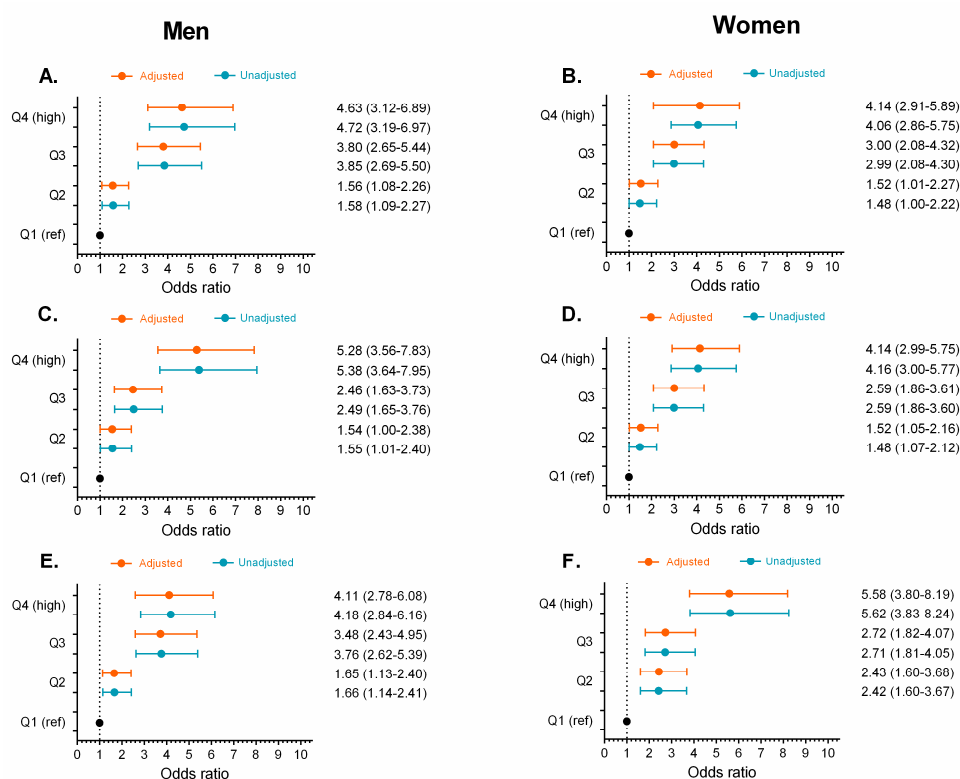 Men
Women
A.
Adjusted Unadjusted
Q4 (high)
Q3
Q2
Q1 (ref)
4.63 (3.12-6.89)
4.72 (3.19-6.97)
3.80 (2.65-5.44)
3.85 (2.69-5.50)
1.56 (1.08-2.26)
1.58 (1.09-2.27)
0 1 2 3 4 5 6 7 8 9 10
Odds ratio
B.
Adjusted Unadjusted
Q4 (high)
Q3
Q2
Q1 (ref)
4.14 (2.91-5.89)
4.06 (2.86-5.75)
3.00 (2.08-4.32)
2.99 (2.08-4.30)
1.52 (1.01-2.27)
1.48 (1.00-2.22)
0 1 2 3 4 5 6 7 8 9 10
Odds ratio
C.
Adjusted Unadjusted
Q4 (high)
Q3
Q2
Q1 (ref)
5.28 (3.56-7.83)
5.38 (3.64-7.95)
2.46 (1.63-3.73)
2.49 (1.65-3.76)
1.54 (1.00-2.38)
1.55 (1.01-2.40)
0 1 2 3 4 5 6 7 8 9 10
Odds ratio
D.
Adjusted Unadjusted
Q4 (high)
Q3
Q2
Q1 (ref)
4.14 (2.99-5.75)
4.16 (3.00-5.77)
2.59 (1.86-3.61)
2.59 (1.86-3.60)
1.52 (1.05-2.16)
1.48 (1.07-2.12)
0 1 2 3 4 5 6 7 8 9 10
Odds ratio
E.
Adjusted Unadjusted
Q4 (high)
Q3
Q2
Q1 (ref)
4.11 (2.78-6.08)
4.18 (2.84-6.16)
3.48 (2.43-4.95)
3.76 (2.62-5.39)
1.65 (1.13-2.40)
1.66 (1.14-2.41)
0 1 2 3 4 5 6 7 8 9 10
Odds ratio
F.
Adjusted Unadjusted
Q4 (high)
Q3
Q2
Q1 (ref)
5.58 (3.80-8.19)
5.62 (3.83-8.24)
2.72 (1.82-4.07)
2.71 (1.81-4.05)
2.43 (1.60-3.68)
2.42 (1.60-3.67)
0 1 2 3 4 5 6 7 8 9 10
Odds ratio